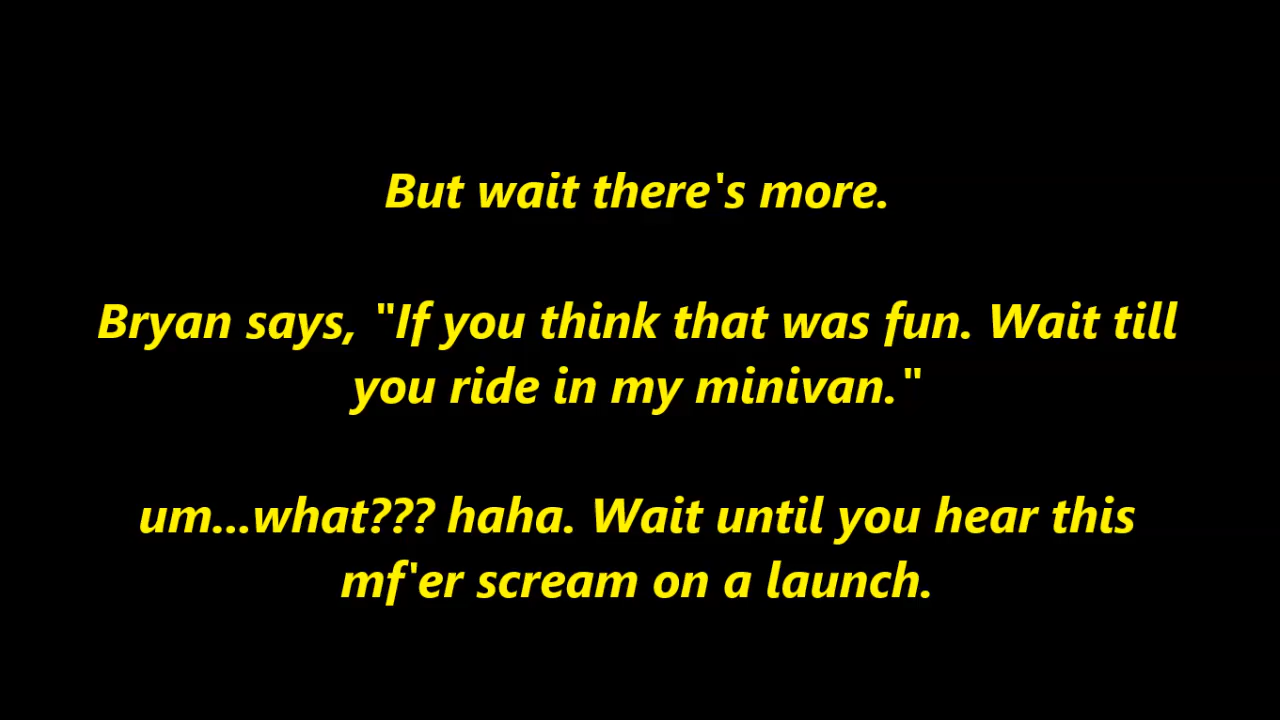 But wait there's more.
Bryan says, "If you think that was fun. Wait till
you ride in my minivan."
um...what??? haha. Wait until you hear this
mf'er scream on a launch.